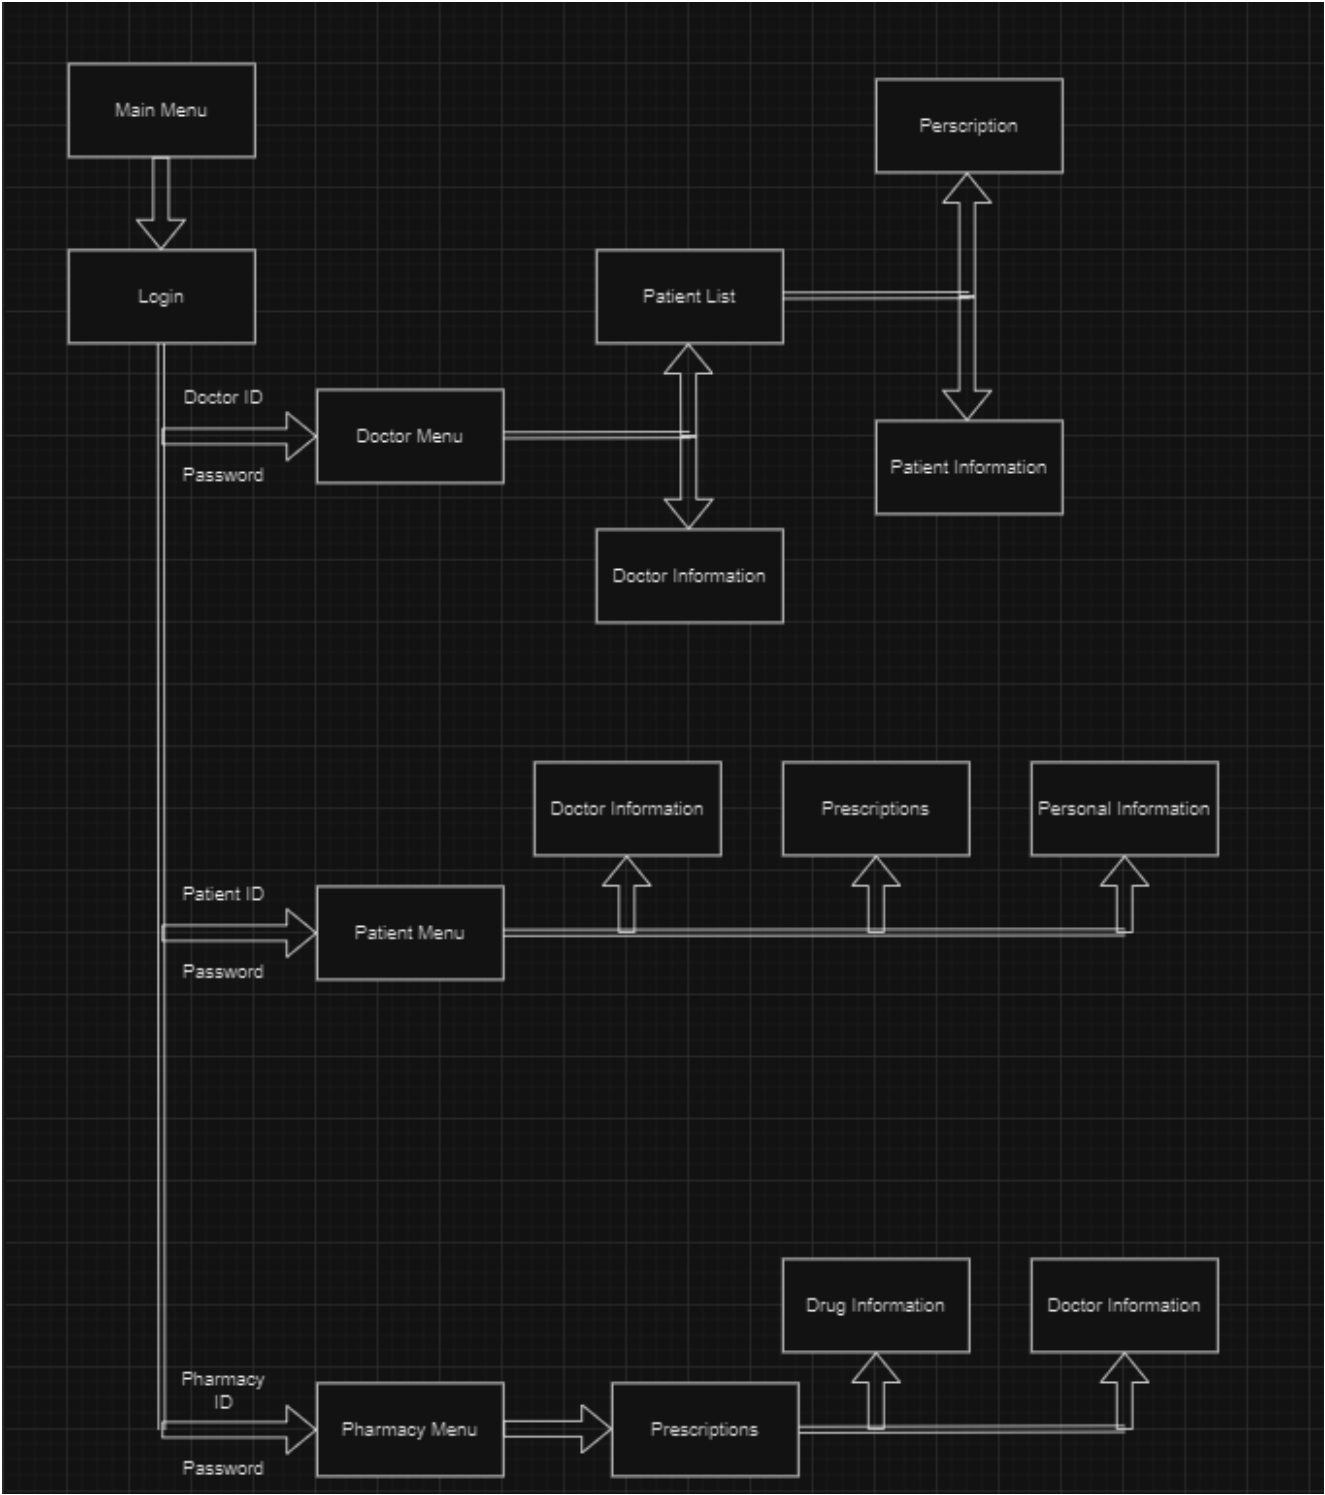 Main Menu
Perscription
Login
Patient List
Doctor ID
Doctor Menu
Password
Patient Information
Doctor Information
Doctor Information
Prescriptions
Personal Information
Patient ID
Patient Menu
Password
Drug Information
Doctor Information
Pharmacy
ID
Pharmacy Menu
Prescriptions
Password